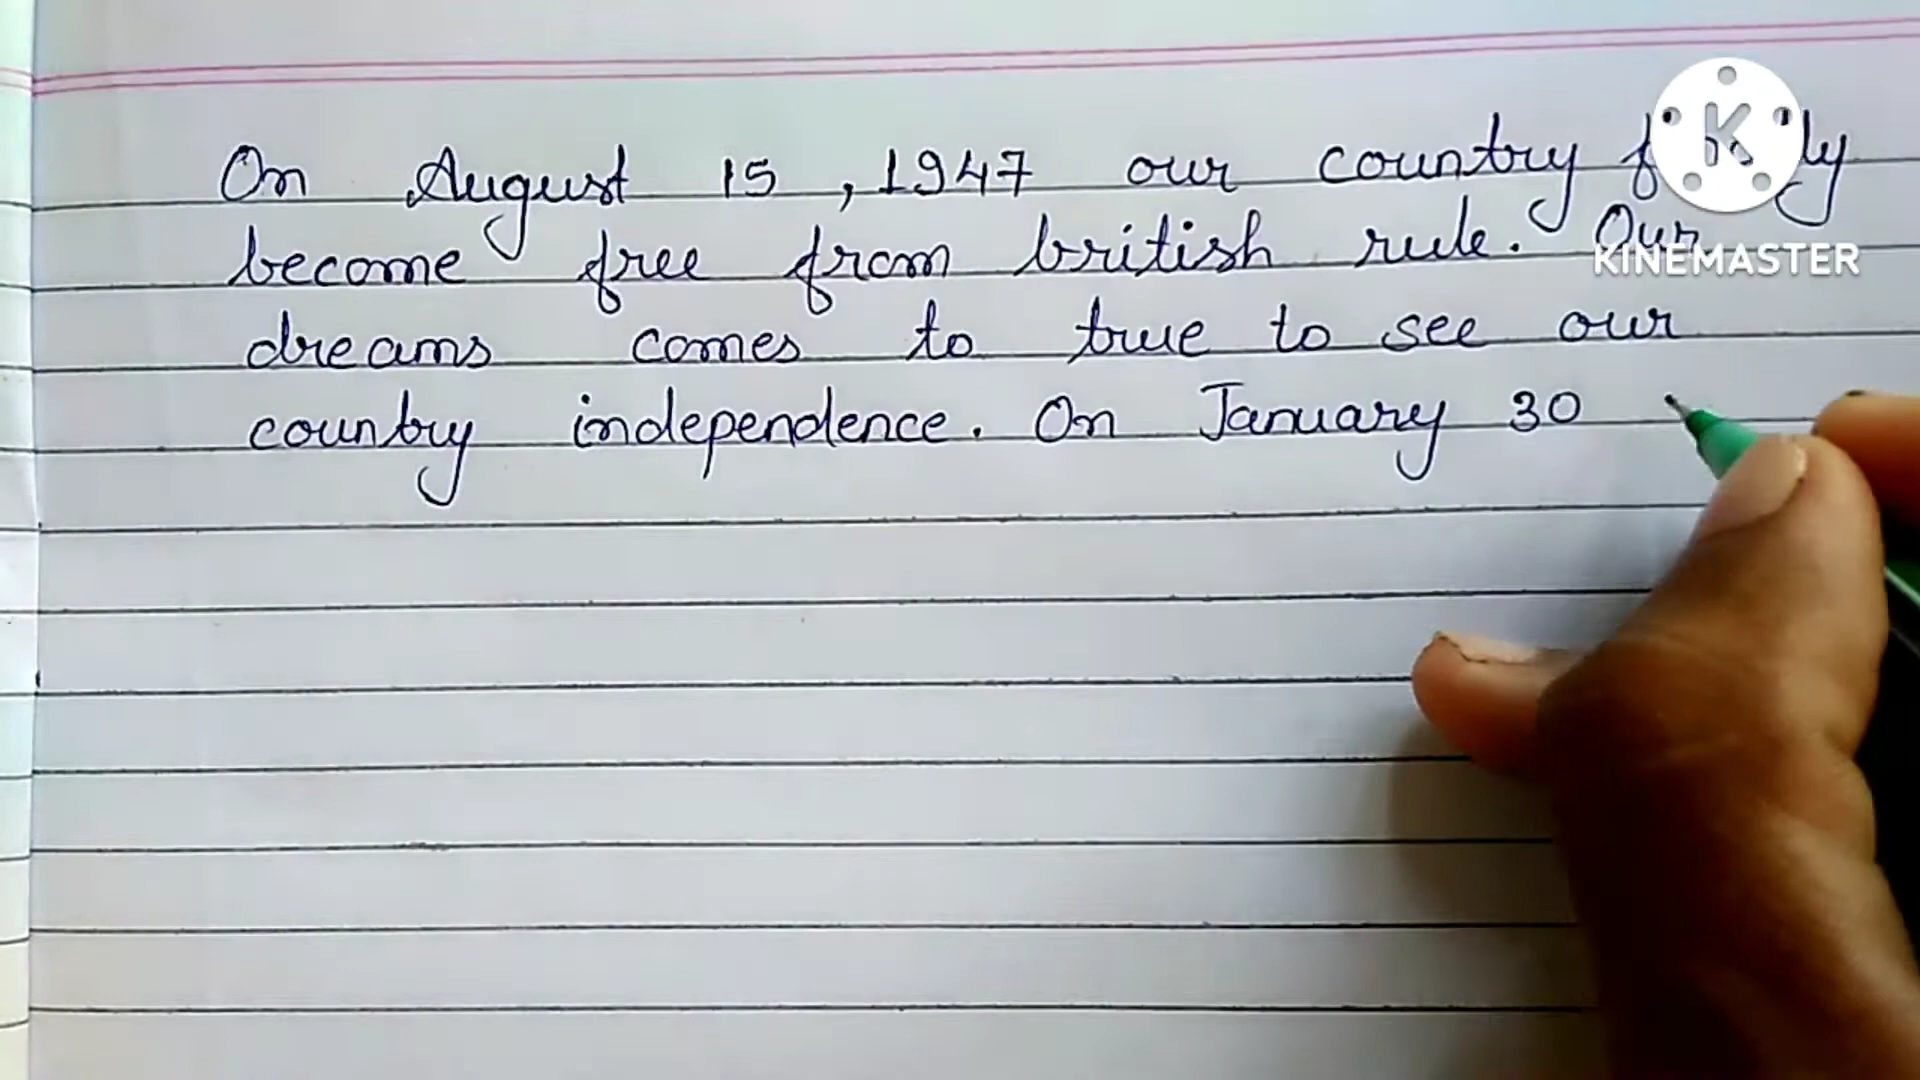 On August 15 , 1947 our country
become free from british rule. Our
dreams comes to true to see our
country independence. On January 30
K
KINEMASTER